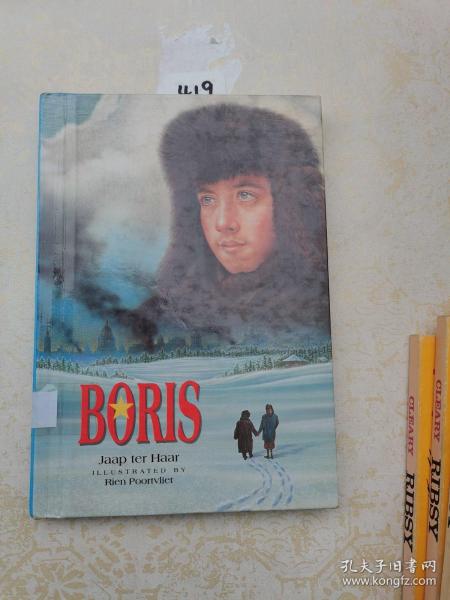 419
BORIS
Jaap ter Haar
ILLUSTRATED BY
Rien Poortvliet
CLEARY RIBSY
CLEARY RIBSY
孔夫子旧书网
www.kongfz.com